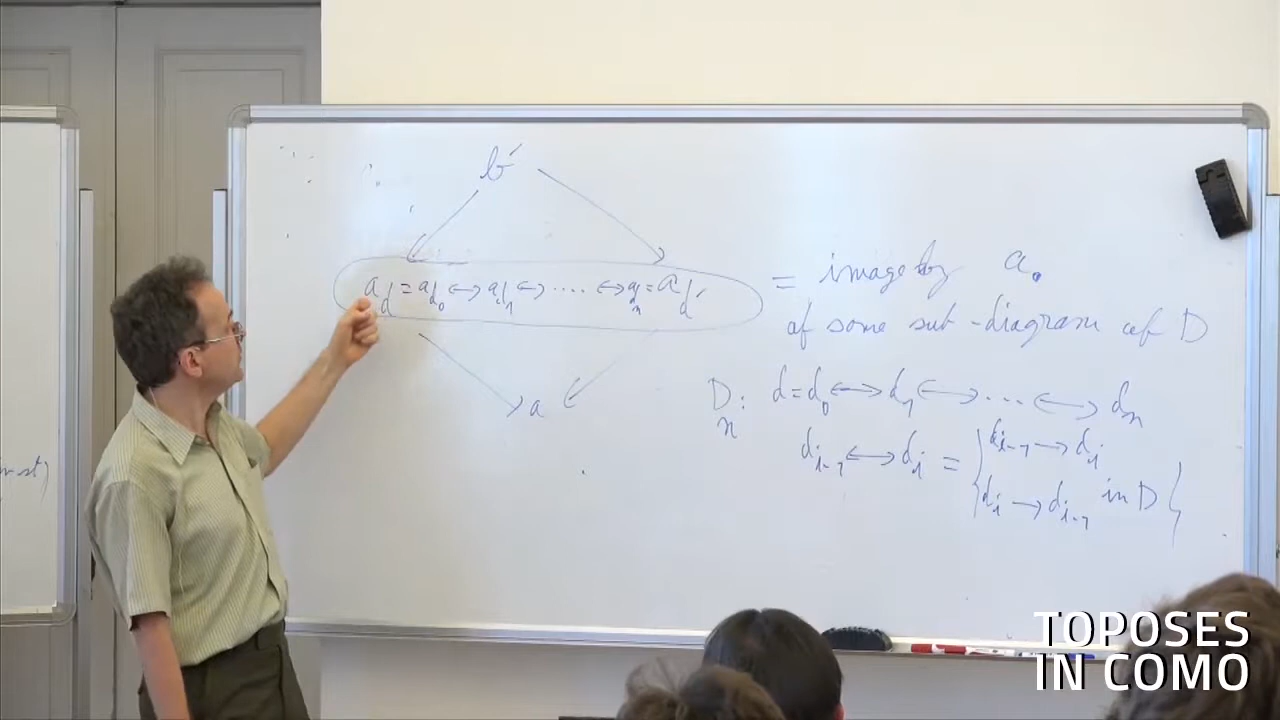 b'
a_d = a_{d_0} ↔ a_{d_1} ↔ .... ↔ a_{d_n} = a_{d'}
a
= image by a.
of some sub-diagram of D
D_n: d = d_0 ↔ d_1 ↔ ... ↔ d_n
d_{i-1} ↔ d_i = { d_{i-1} → d_i
d_i → d_{i-1} in D }
TOPOSES
IN COMO